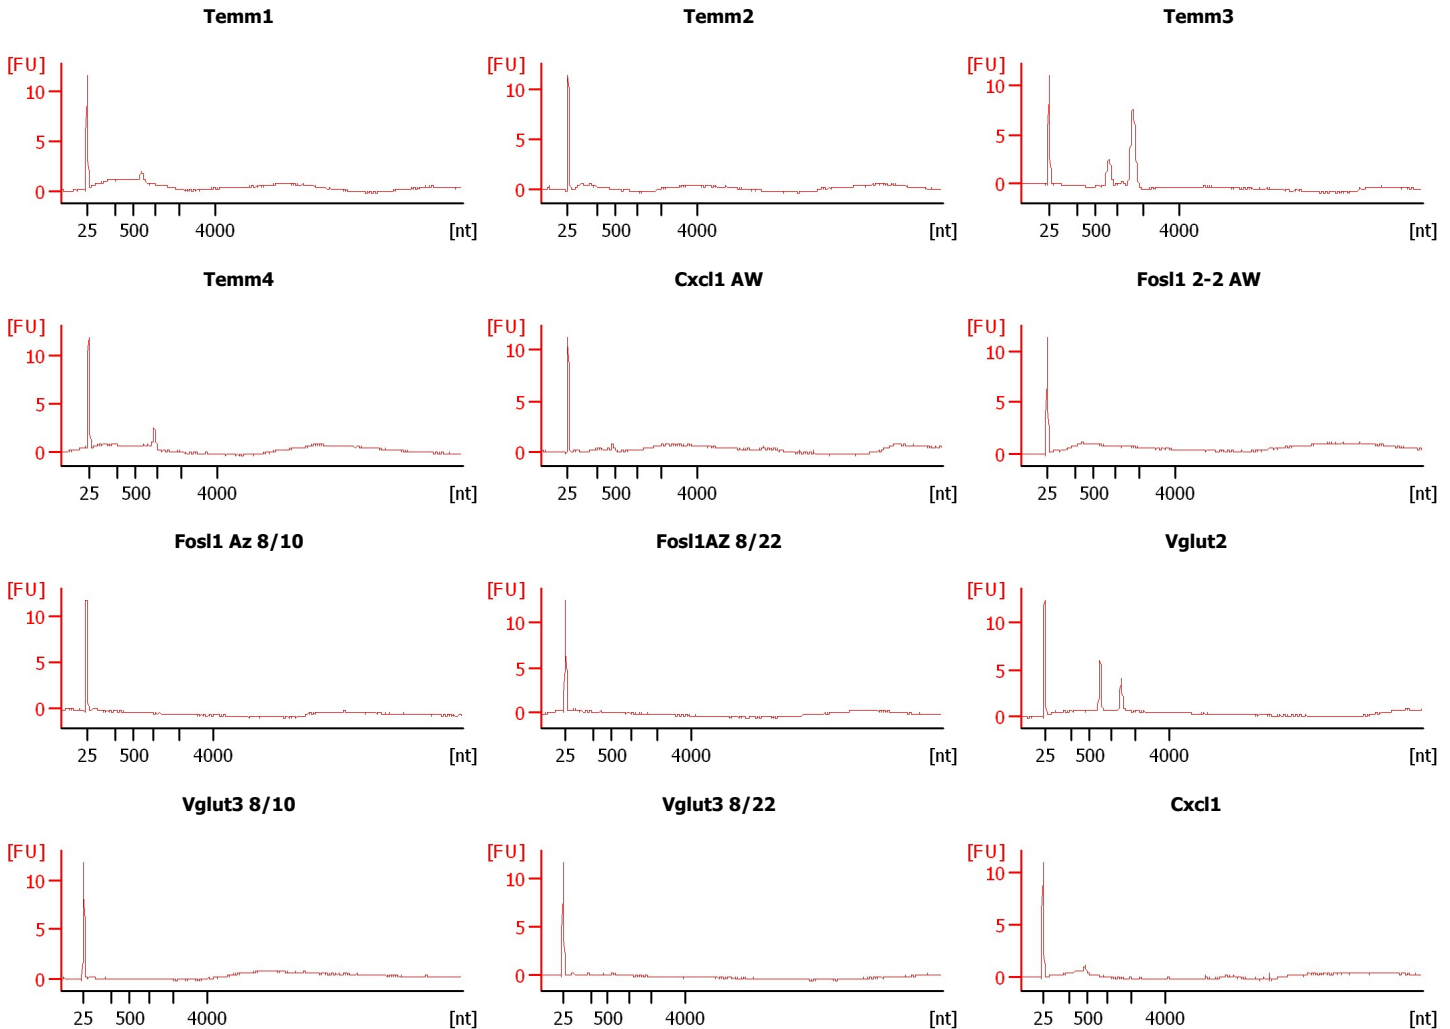 Temm1 Temm2 Temm3
[FU] [FU] [FU]
10 10 10
5 5 5
0 0 0
25 500 4000 [nt] 25 500 4000 [nt] 25 500 4000 [nt]
Temm4 Cxcl1 AW Fosl1 2-2 AW
[FU] [FU] [FU]
10 10 10
5 5 5
0 0 0
25 500 4000 [nt] 25 500 4000 [nt] 25 500 4000 [nt]
Fosl1 Az 8/10 Fosl1AZ 8/22 Vglut2
[FU] [FU] [FU]
10 10 10
5 5 5
0 0 0
25 500 4000 [nt] 25 500 4000 [nt] 25 500 4000 [nt]
Vglut3 8/10 Vglut3 8/22 Cxcl1
[FU] [FU] [FU]
10 10 10
5 5 5
0 0 0
25 500 4000 [nt] 25 500 4000 [nt] 25 500 4000 [nt]